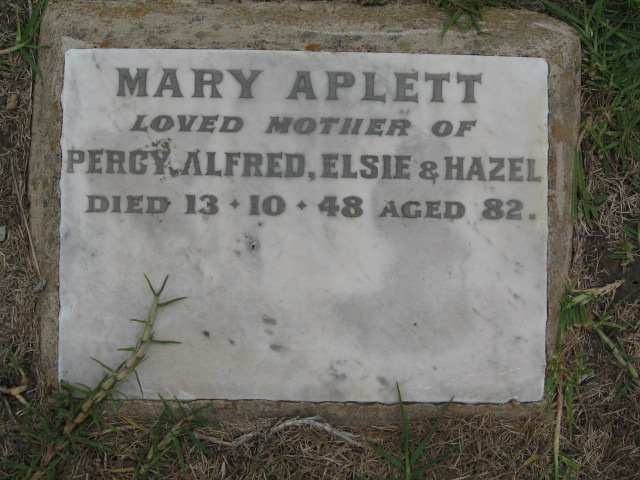 MARY APLETT
LOVED MOTHER OF
PERCY, ALFRED, ELSIE & HAZEL
DIED 13 • 10 • 48 AGED 82.